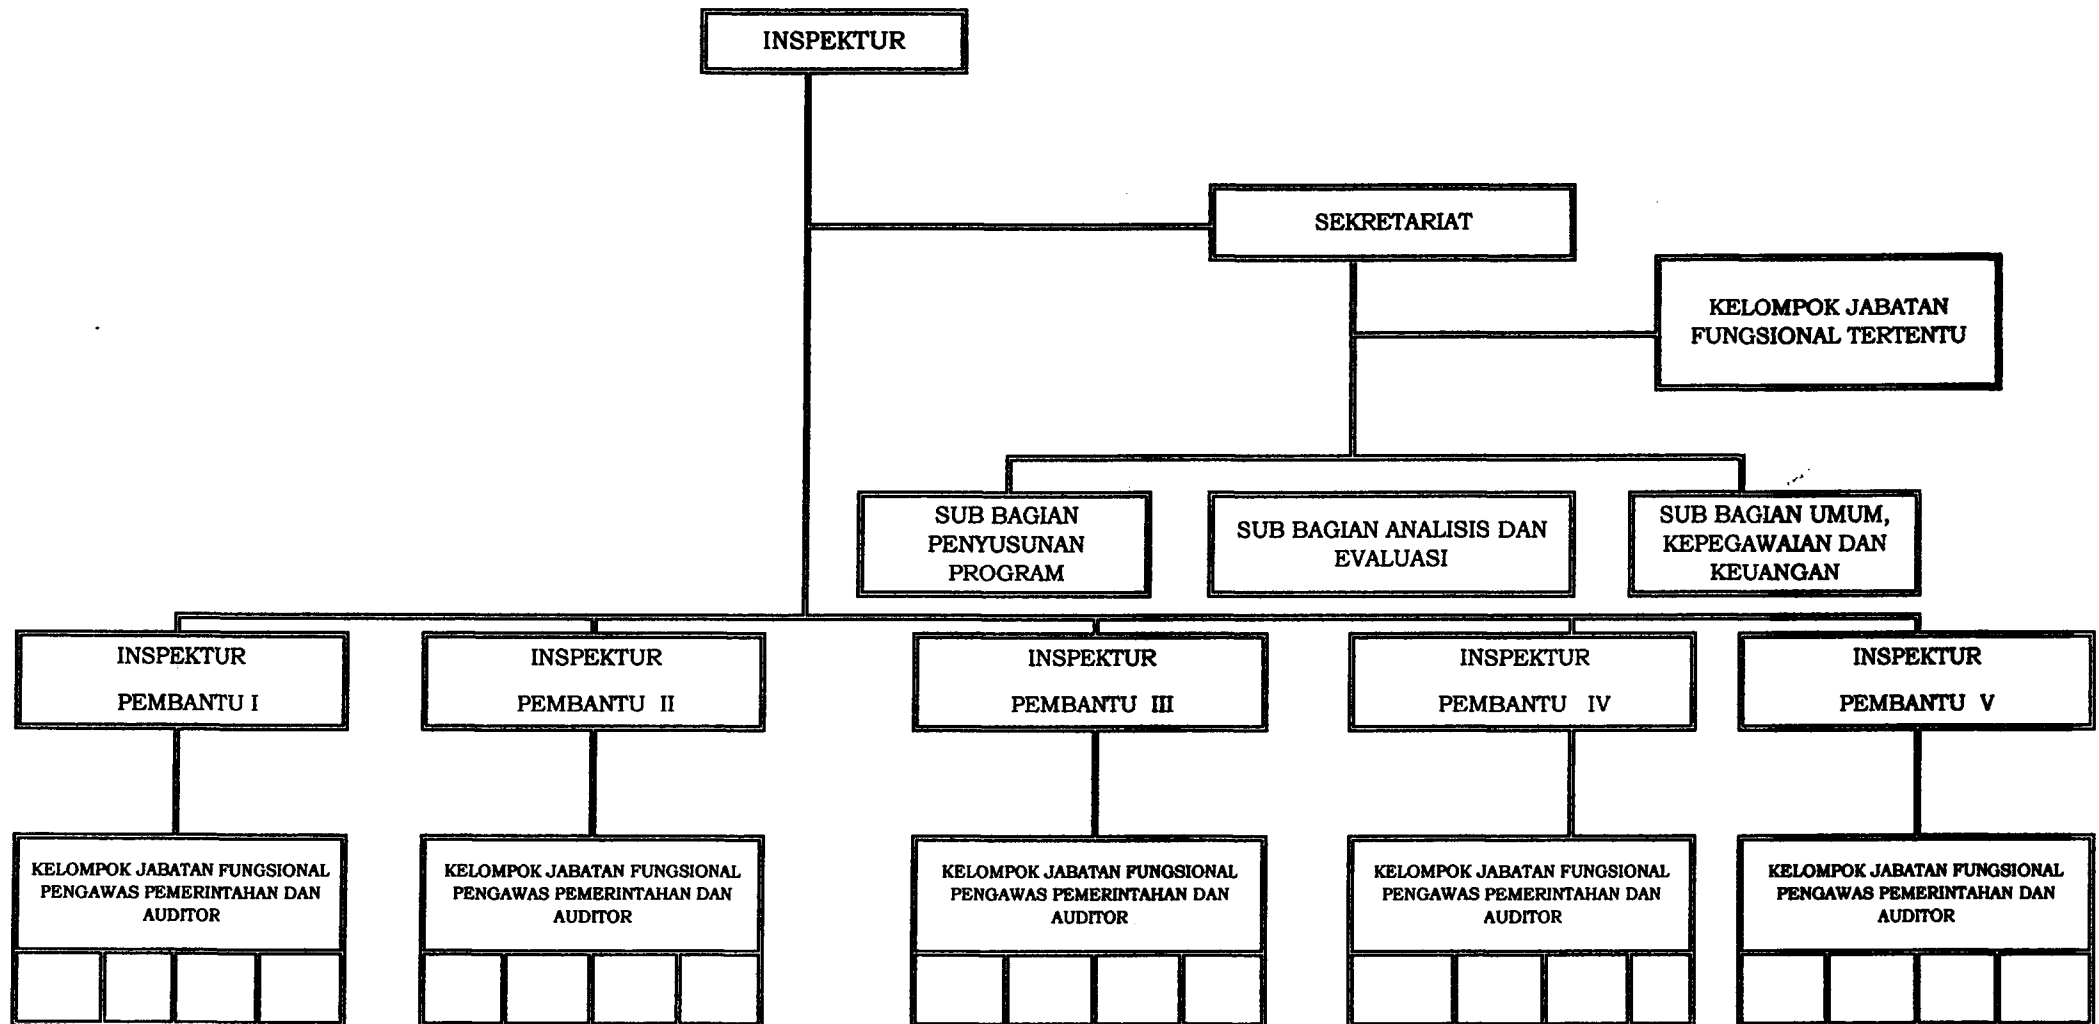 INSPEKTUR
SEKRETARIAT
KELOMPOK JABATAN
FUNGSIONAL TERTENTU
SUB BAGIAN
PENYUSUNAN
PROGRAM
SUB BAGIAN ANALISIS DAN
EVALUASI
SUB BAGIAN UMUM,
KEPEGAWAIAN DAN
KEUANGAN
INSPEKTUR
PEMBANTU I
INSPEKTUR
PEMBANTU II
INSPEKTUR
PEMBANTU III
INSPEKTUR
PEMBANTU IV
INSPEKTUR
PEMBANTU V
KELOMPOK JABATAN FUNGSIONAL
PENGAWAS PEMERINTAHAN DAN
AUDITOR
KELOMPOK JABATAN FUNGSIONAL
PENGAWAS PEMERINTAHAN DAN
AUDITOR
KELOMPOK JABATAN FUNGSIONAL
PENGAWAS PEMERINTAHAN DAN
AUDITOR
KELOMPOK JABATAN FUNGSIONAL
PENGAWAS PEMERINTAHAN DAN
AUDITOR
KELOMPOK JABATAN FUNGSIONAL
PENGAWAS PEMERINTAHAN DAN
AUDITOR